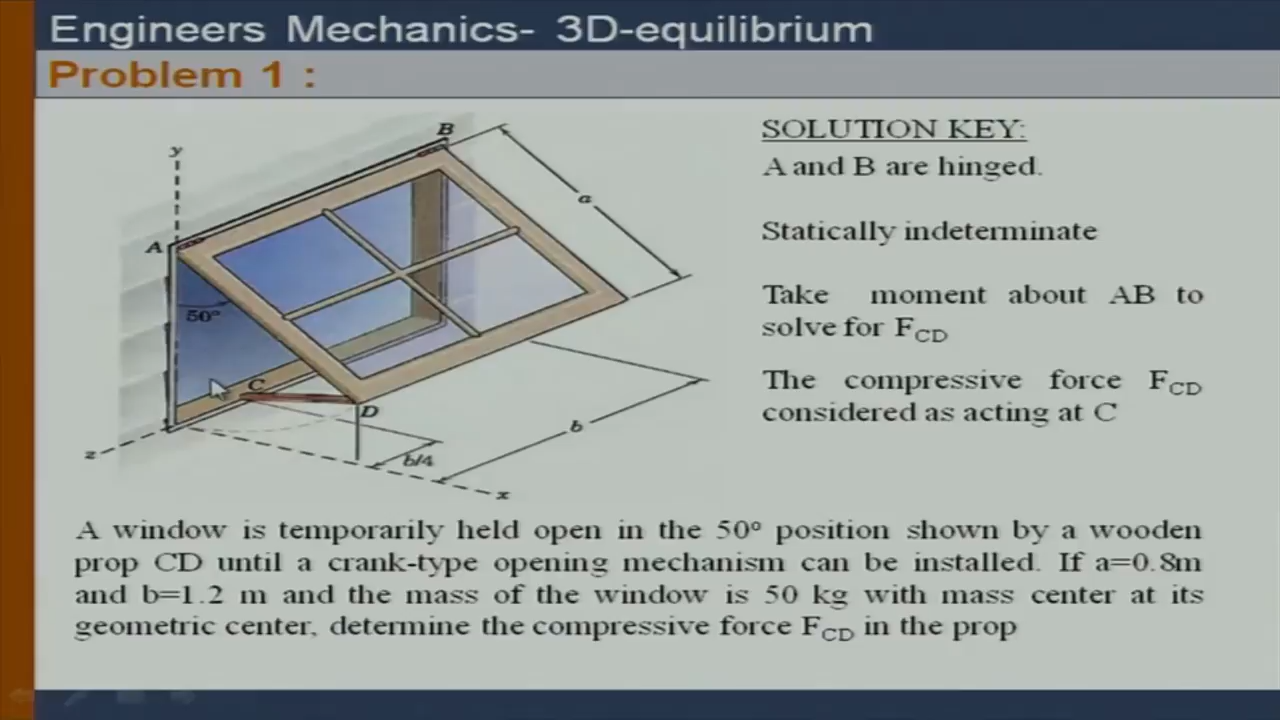 Engineers Mechanics- 3D-equilibrium
Problem 1 :
SOLUTION KEY:
A and B are hinged.
Statically indeterminate
Take moment about AB to
solve for FCD
The compressive force FCD
considered as acting at C
y
B
a
A
50°
C
D
b
b/4
z
x
A window is temporarily held open in the 50° position shown by a wooden
prop CD until a crank-type opening mechanism can be installed. If a=0.8m
and b=1.2 m and the mass of the window is 50 kg with mass center at its
geometric center, determine the compressive force FCD in the prop